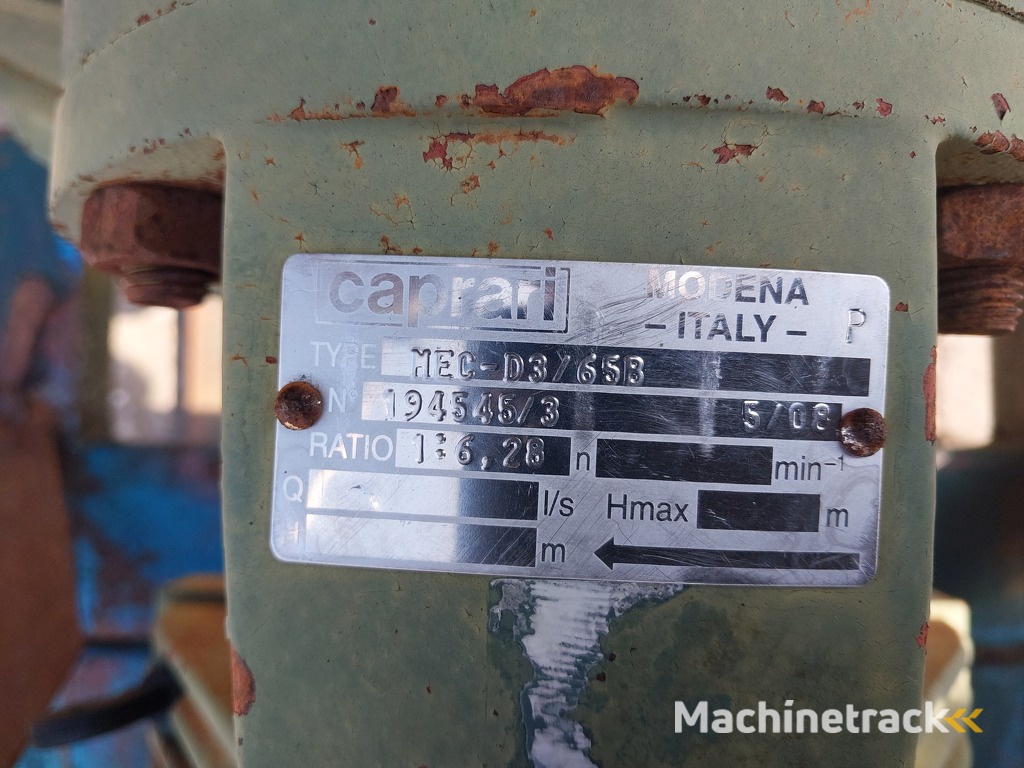 caprari MODENA
- ITALY - P
TYPE MEC-D3/65B
N° 194545/3 5/08
RATIO 1:6,28 n min-1
Q l/s Hmax m
H m
Machinetrack